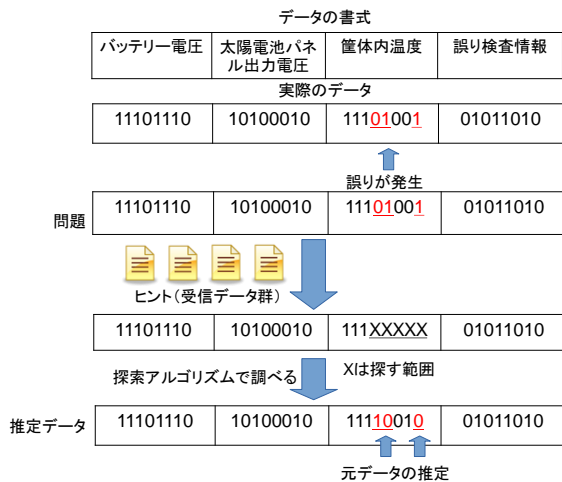 データの書式
バッテリー電圧 太陽電池パネル出力電圧 筐体内温度 誤り検査情報
実際のデータ
11101110 10100010 11101001 01011010
誤りが発生
問題 11101110 10100010 11101001 01011010
ヒント(受信データ群)
11101110 10100010 111XXXXX 01011010
探索アルゴリズムで調べる Xは探す範囲
推定データ 11101110 10100010 11110010 01011010
元データの推定